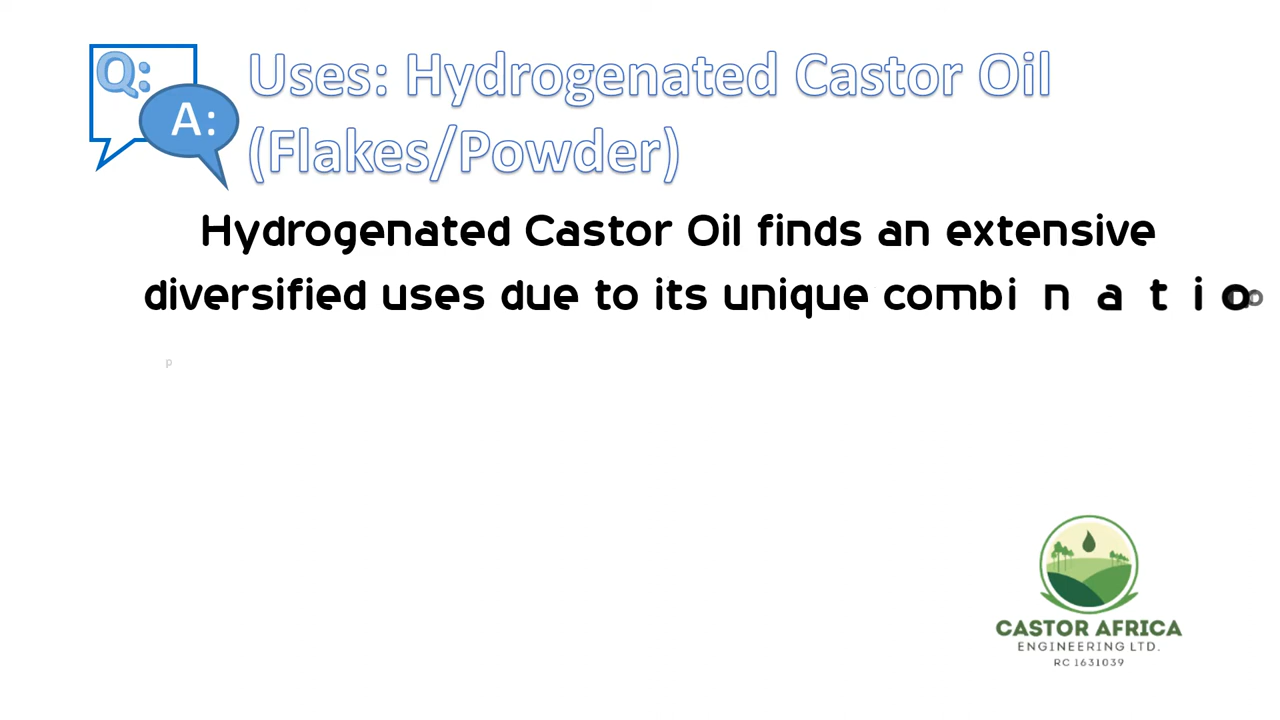 Q:
A:
Uses: Hydrogenated Castor Oil
(Flakes/Powder)
Hydrogenated Castor Oil finds an extensive
diversified uses due to its unique combi n a t i o
p
CASTOR AFRICA
ENGINEERING LTD.
RC 1631039